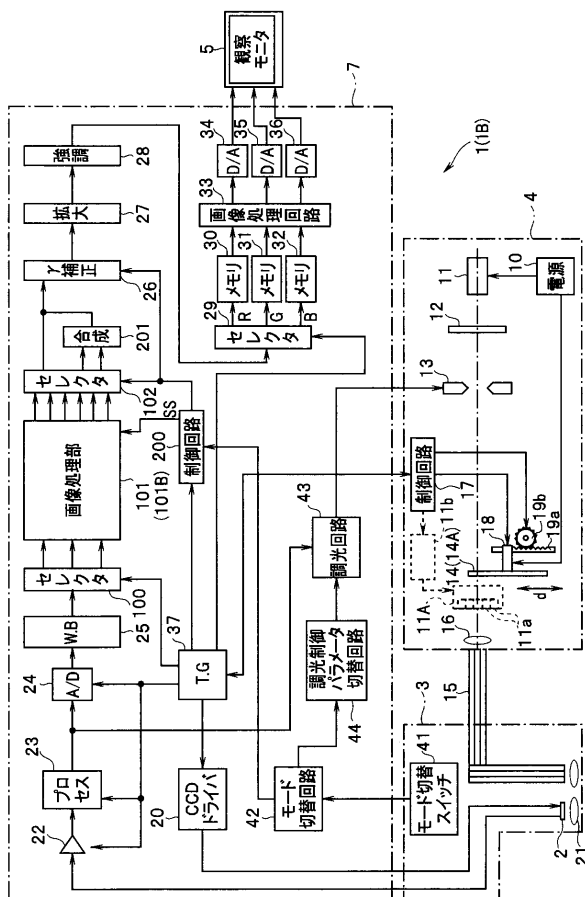 5
観察
モニタ
7
34
D/A
35
D/A
36
D/A
33
画像処理回路
30
メモリ
31
メモリ
32
メモリ
29
R
G
B
セレクタ
強調
28
拡大
27
γ補正
26
合成
201
セレクタ
102
SS
200
制御回路
画像処理部
101
(101B)
セレクタ
100
W.B
25
24
A/D
23
プロセス
22
37
T.G
20
CCD
ドライバ
42
モード
切替回路
43
調光回路
調光制御
パラメータ
切替回路
44
1(1B)
4
11
10
電源
12
13
制御回路
17
18
19b
19a
11b
14(14A)
11A
11a
d
16
15
3
41
モード切替
スイッチ
2
21